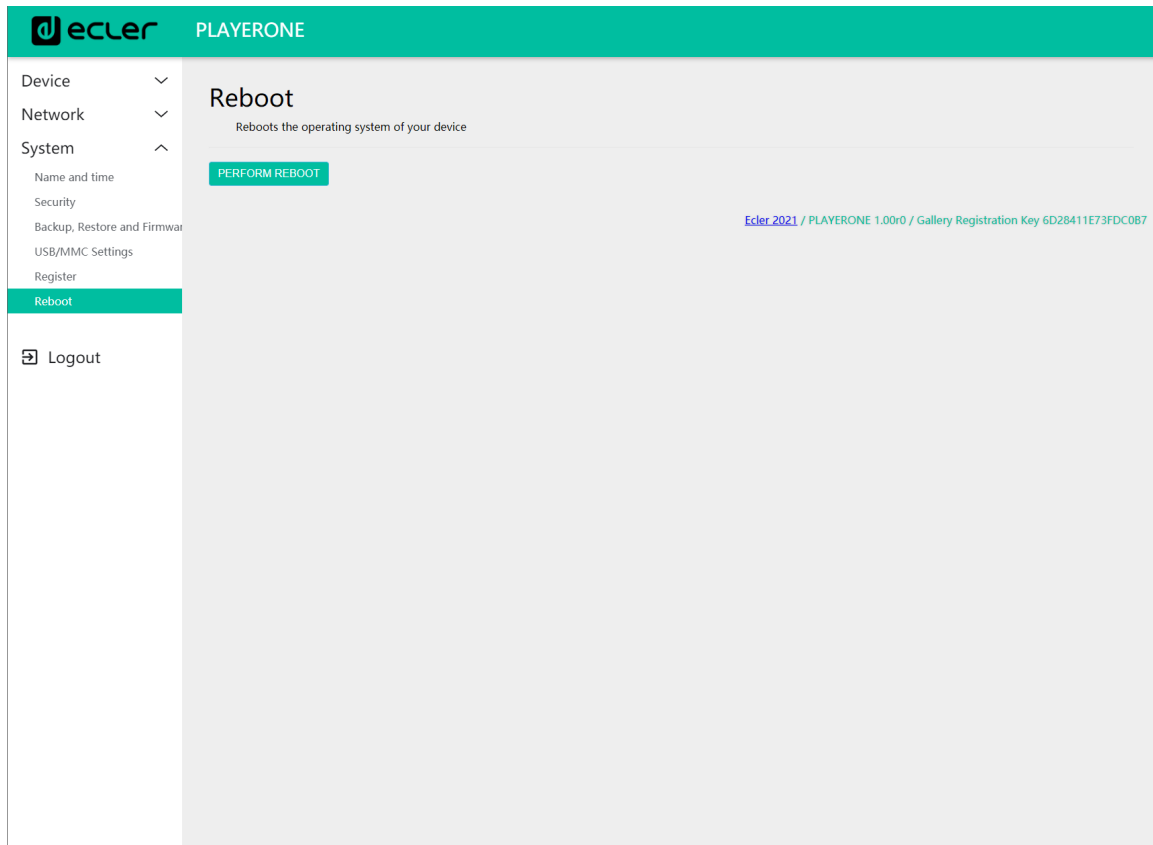 ecler
PLAYERONE
Device
Network
System
Name and time
Security
Backup, Restore and Firmwar
USB/MMC Settings
Register
Reboot
Logout
Reboot
Reboots the operating system of your device
PERFORM REBOOT
Ecler 2021 / PLAYERONE 1.00r0 / Gallery Registration Key 6D28411E73FDC0B7